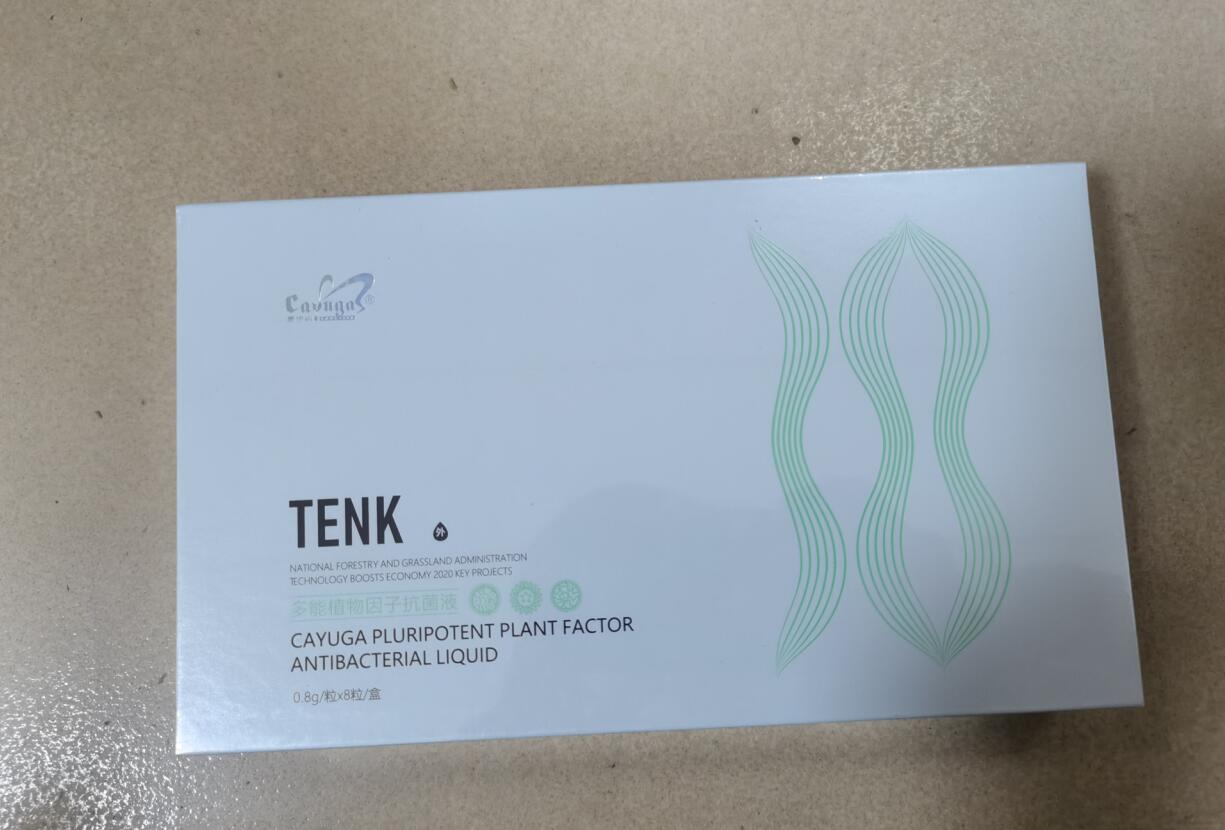 Cayuga®
TENK 外
NATIONAL FORESTRY AND GRASSLAND ADMINISTRATION
TECHNOLOGY BOOSTS ECONOMY 2020 KEY PROJECTS
多能植物因子抗菌液
CAYUGA PLURIPOTENT PLANT FACTOR
ANTIBACTERIAL LIQUID
0.8g/粒x8粒/盒